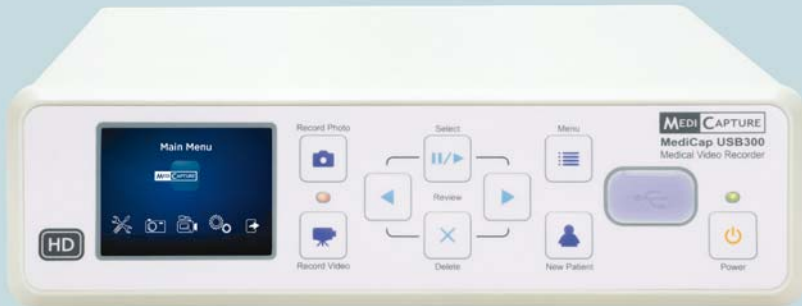 Main Menu
MEDI CAPTURE
HD
Record Photo
Record Video
Select
Review
Delete
Menu
New Patient
MEDI CAPTURE
MediCap USB300
Medical Video Recorder
Power